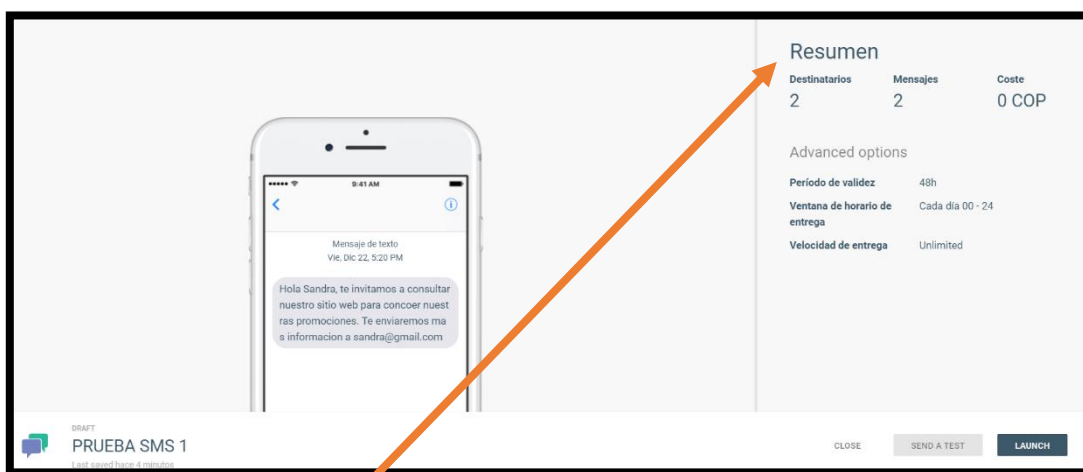 9:41 AM
Mensaje de texto
Vie, Dic 22, 5:20 PM
Hola Sandra, te invitamos a consultar
nuestro sitio web para concoer nuest
ras promociones. Te enviaremos ma
s informacion a sandra@gmail.com
Resumen
Destinatarios Mensajes Coste
2 2 0 COP
Advanced options
Período de validez 48h
Ventana de horario de Cada día 00 - 24
entrega
Velocidad de entrega Unlimited
DRAFT
PRUEBA SMS 1
Last saved hace 4 minutos
CLOSE SEND A TEST LAUNCH